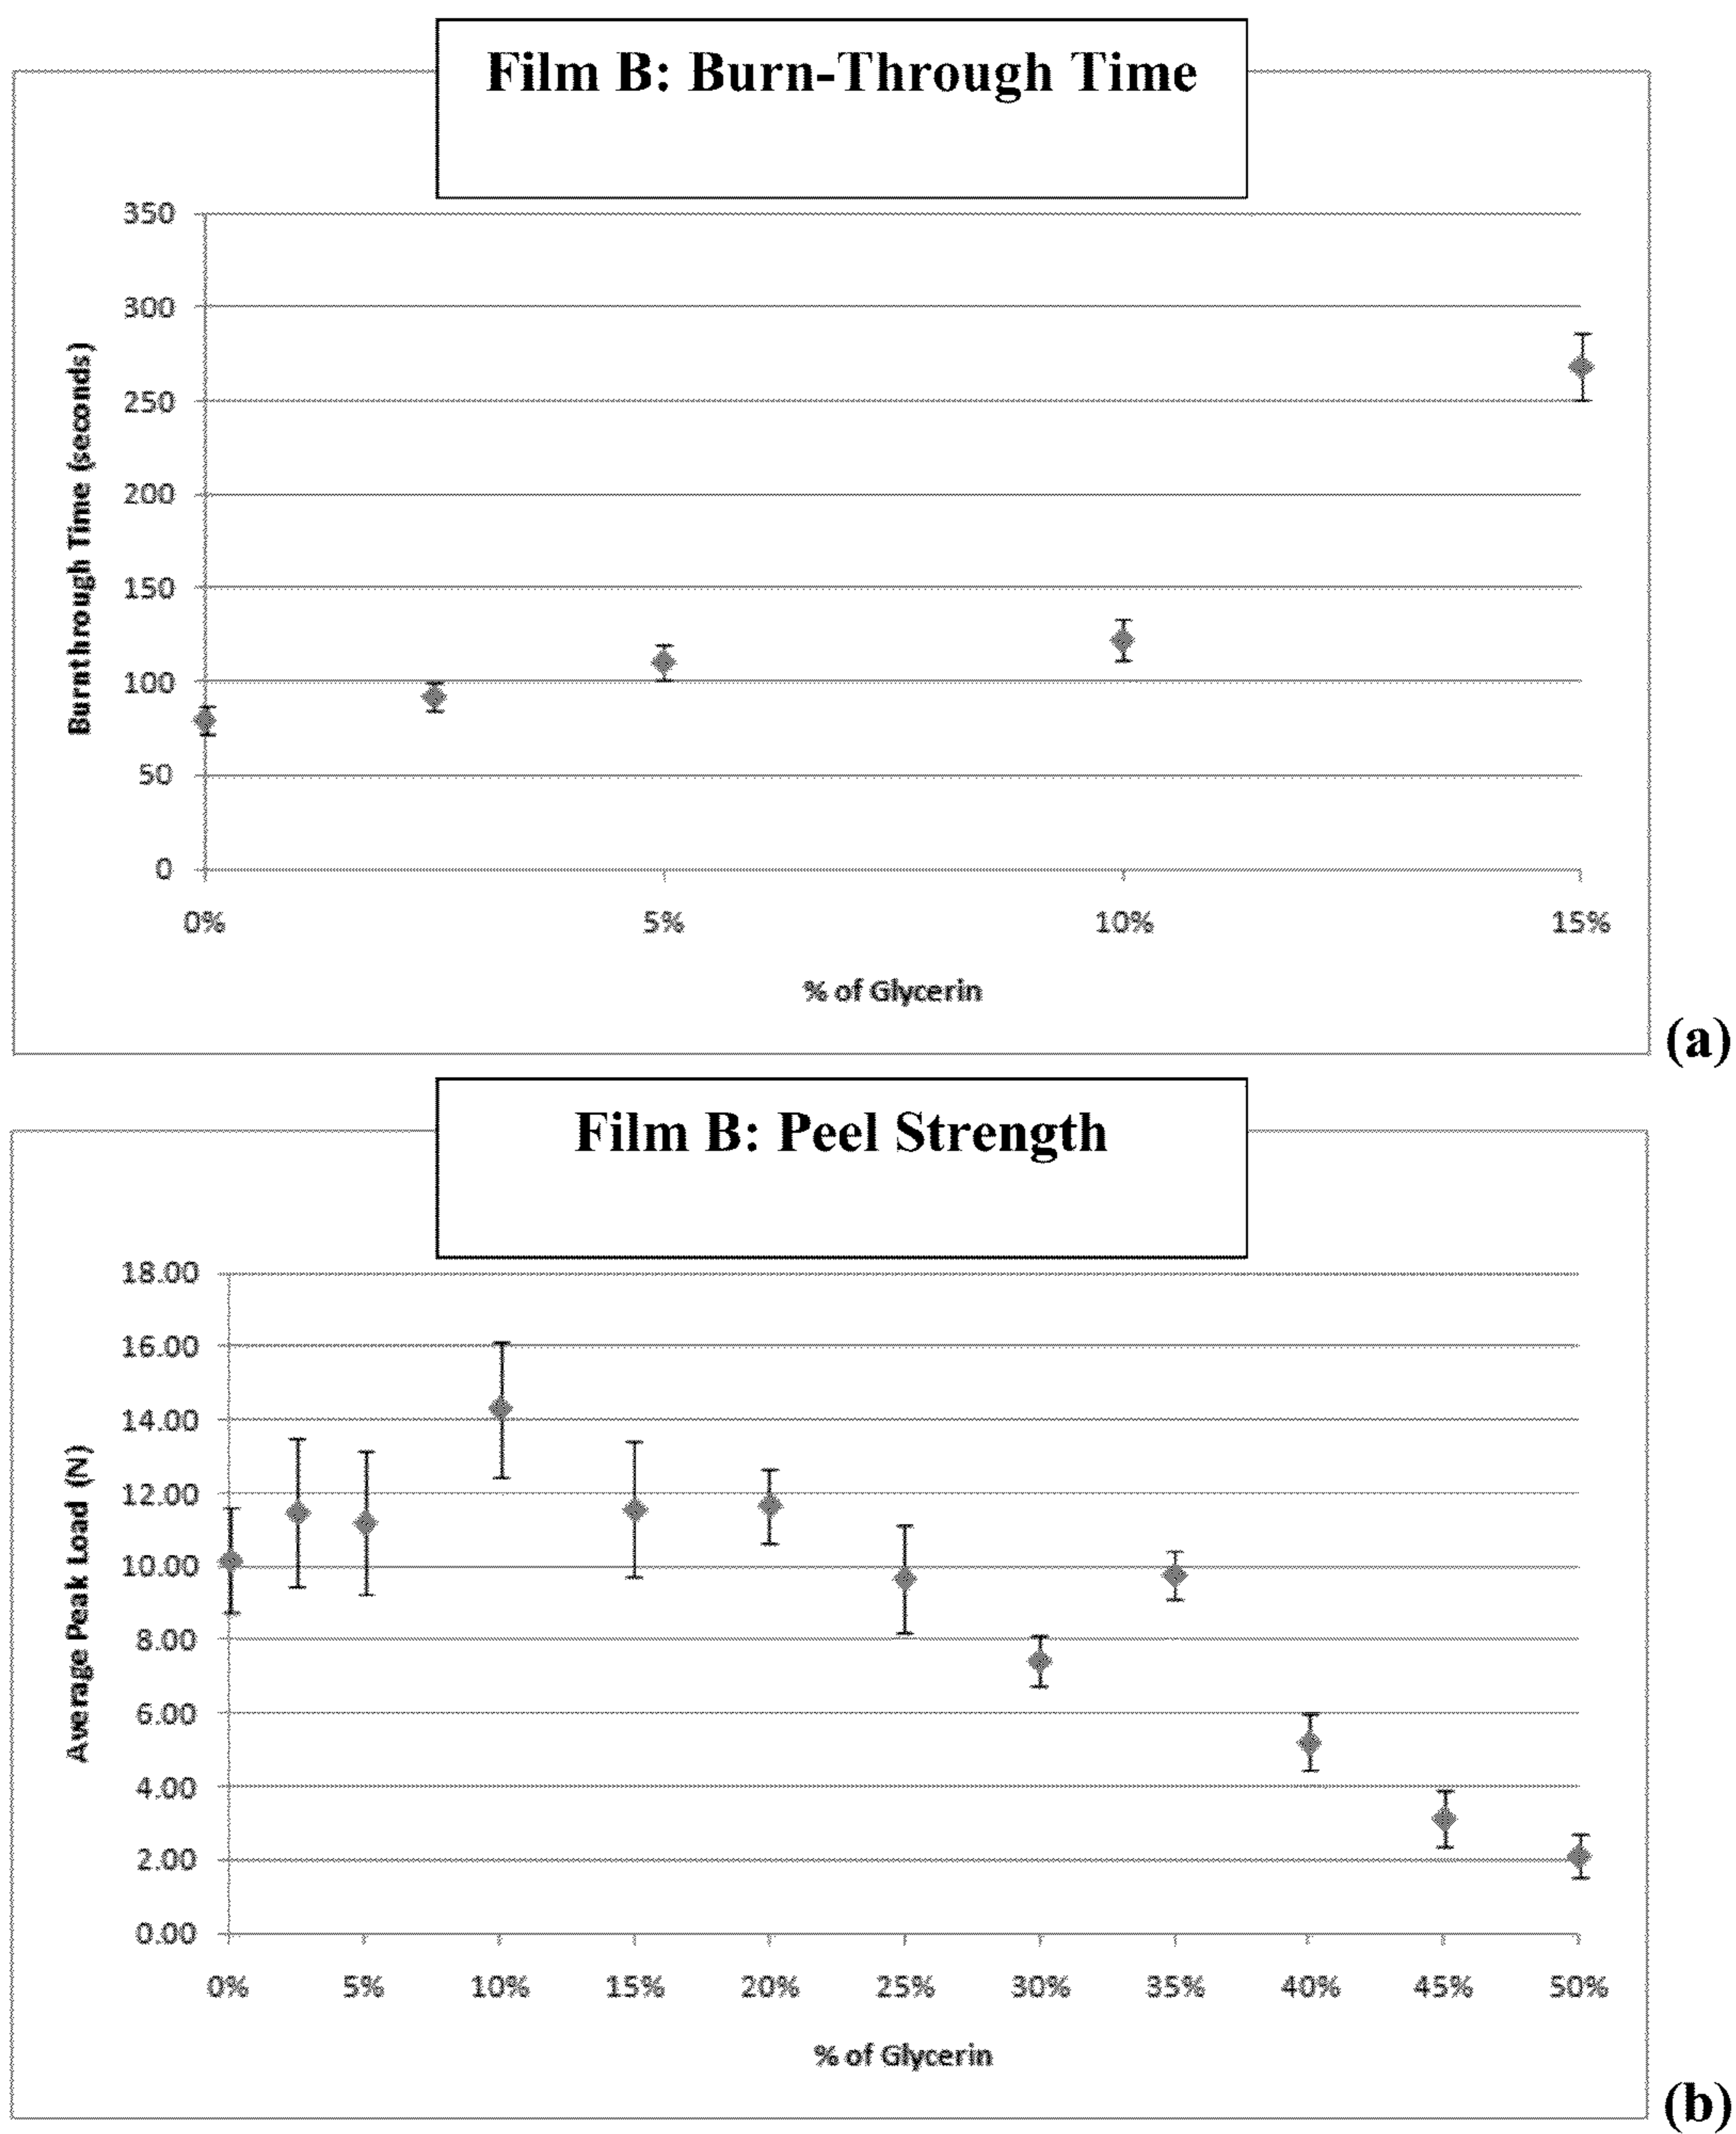 Film B: Burn-Through Time
350
300
250
200
150
100
50
0
Burnthrough Time (seconds)
0% 5% 10% 15%
% of Glycerin
(a)
Film B: Peel Strength
18.00
16.00
14.00
12.00
10.00
8.00
6.00
4.00
2.00
0.00
Average Peak Load (N)
0% 5% 10% 15% 20% 25% 30% 35% 40% 45% 50%
% of Glycerin
(b)